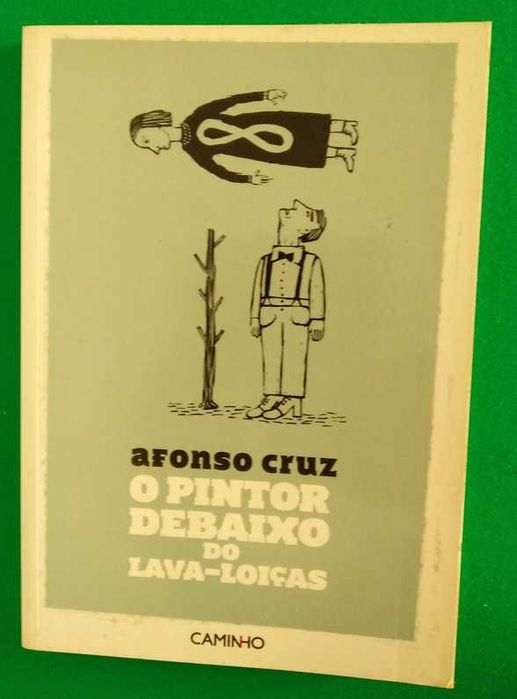 afonso cruz
O PINTOR
DEBAIXO
DO
LAVA-LOIÇAS
CAMINHO